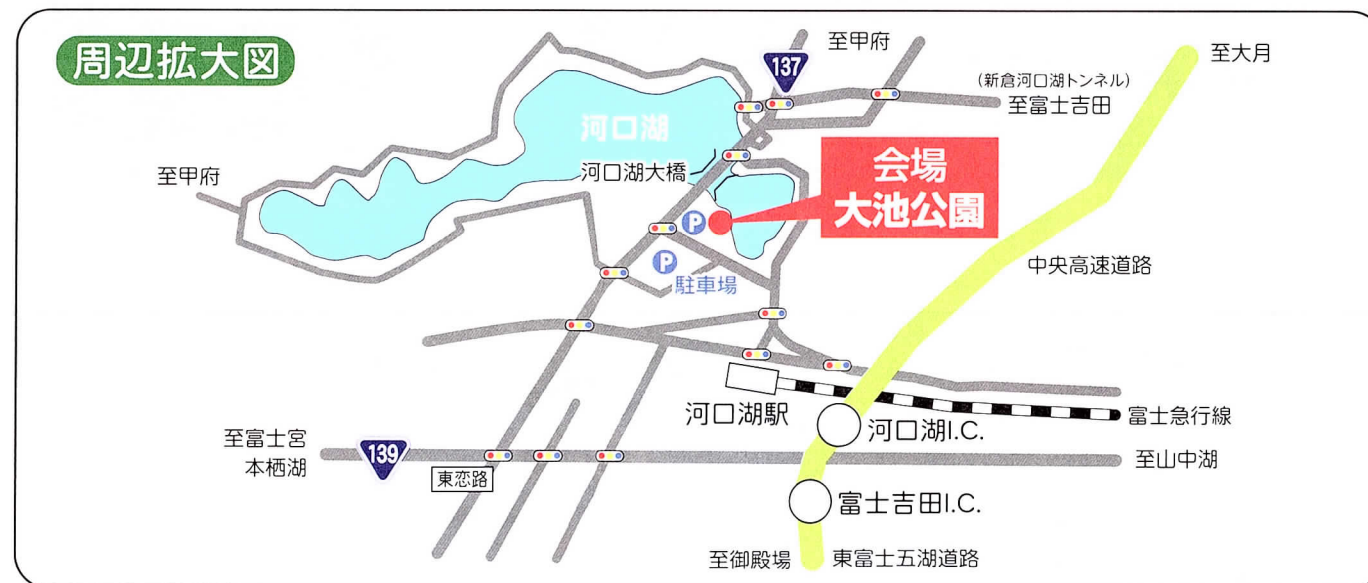 周辺拡大図
至甲府
137
至大月
(新倉河口湖トンネル)
至富士吉田
河口湖
河口湖大橋
至甲府
会場
大池公園
P
P
駐車場
中央高速道路
河口湖駅
河口湖I.C.
富士急行線
至富士宮
本栖湖
139
東恋路
至山中湖
富士吉田I.C.
至御殿場
東富士五湖道路